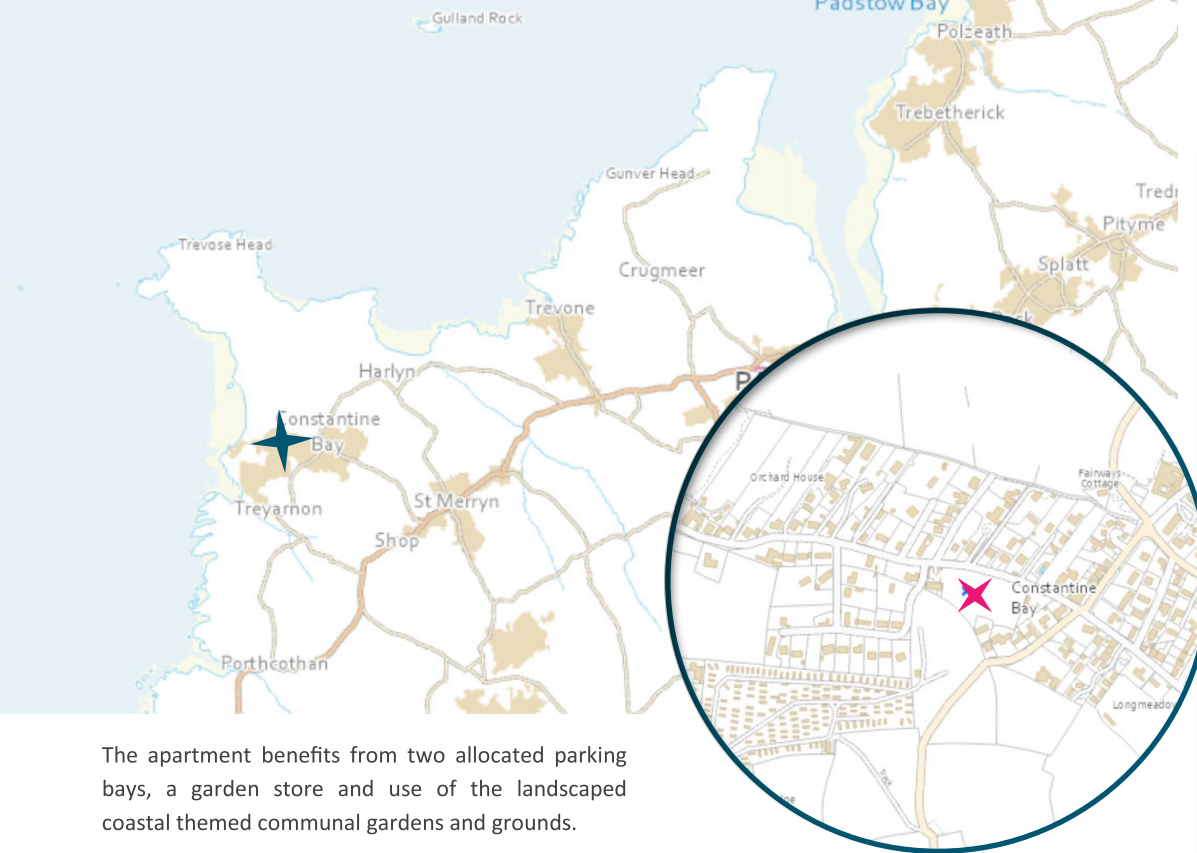 Padstow Bay
Gulland Rock
Polzeath
Trebetherick
Gunver Head
Tredr
Pityme
Trevose Head
Crugmeer
Splatt
Trevone
Rock
Harlyn
P
Constantine
Bay
Orchard House
Fairways
Cottage
St Merryn
Treyarnon
Shop
Constantine
Bay
Porthcothan
Longmeadow
Track
The apartment benefits from two allocated parking
bays, a garden store and use of the landscaped
coastal themed communal gardens and grounds.